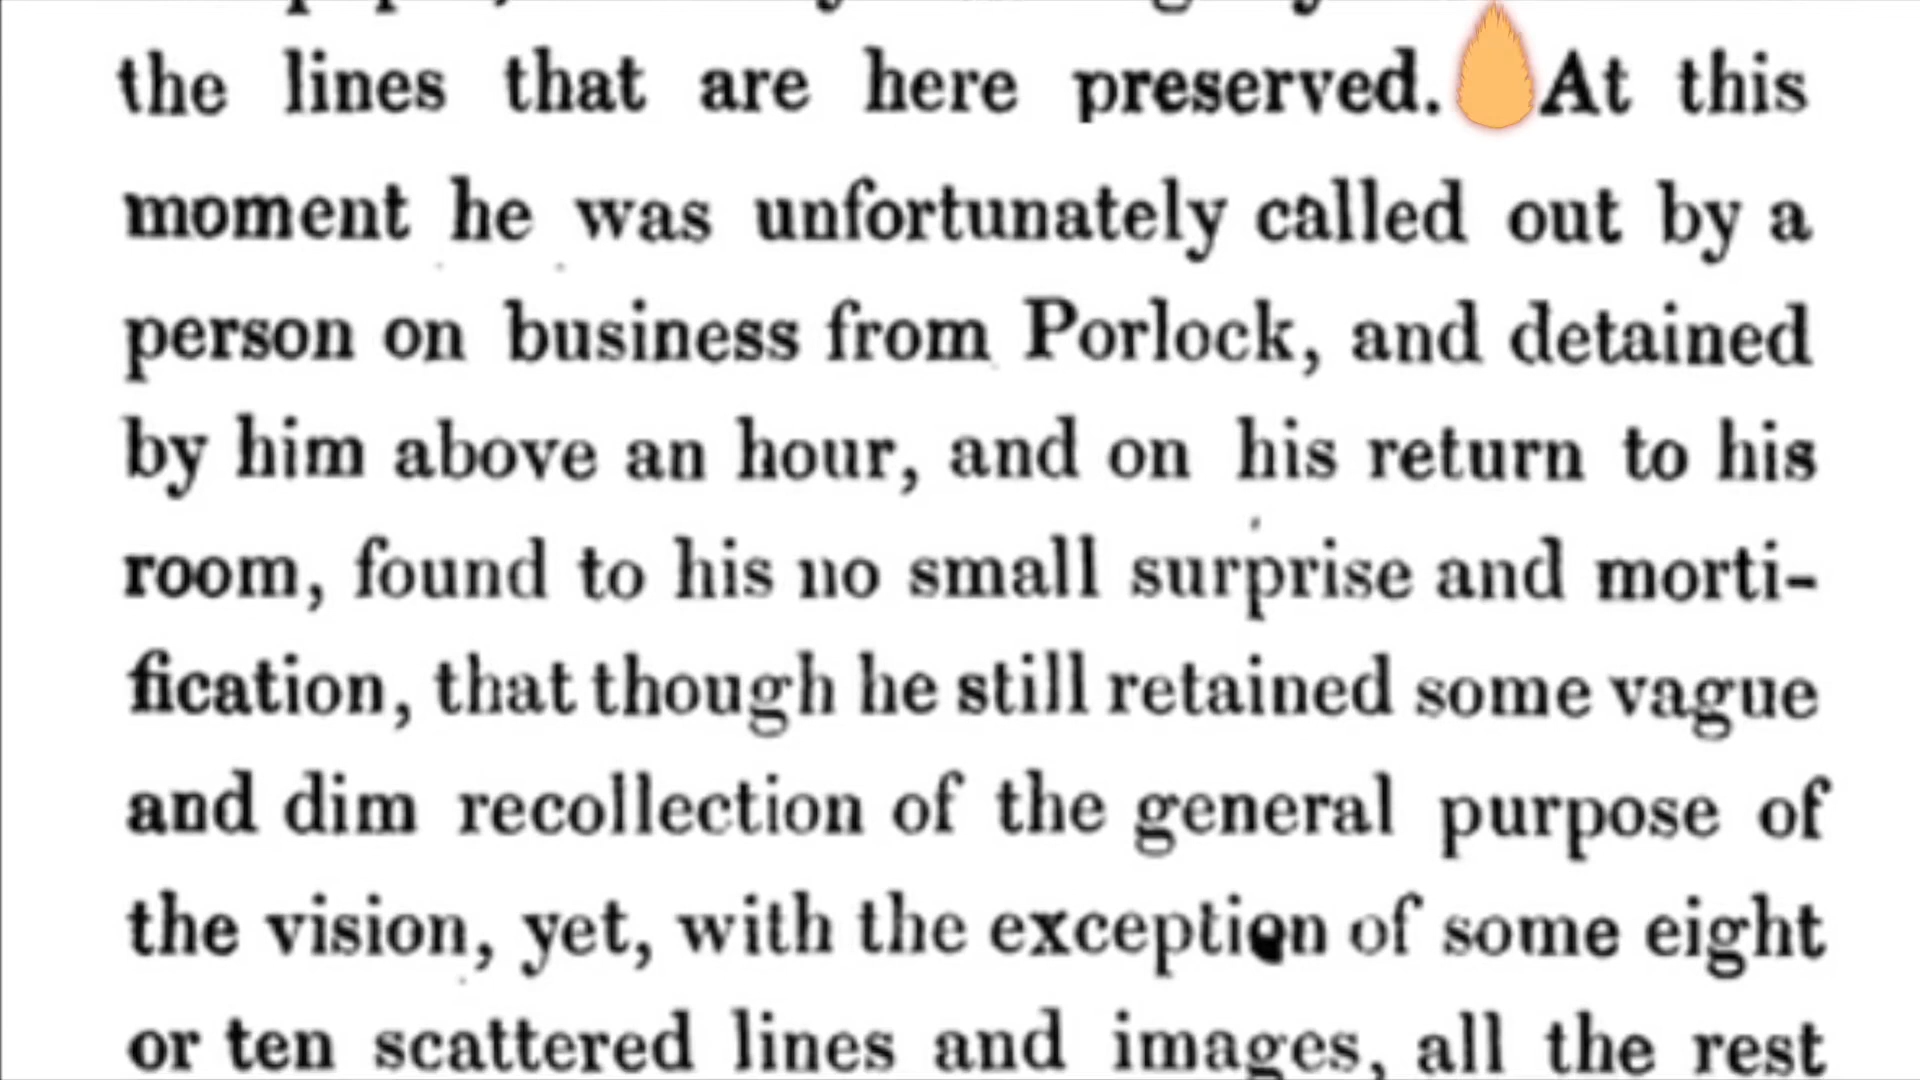 the lines that are here preserved. At this
moment he was unfortunately called out by a
person on business from Porlock, and detained
by him above an hour, and on his return to his
room, found to his no small surprise and morti-
fication, that though he still retained some vague
and dim recollection of the general purpose of
the vision, yet, with the exception of some eight
or ten scattered lines and images, all the rest